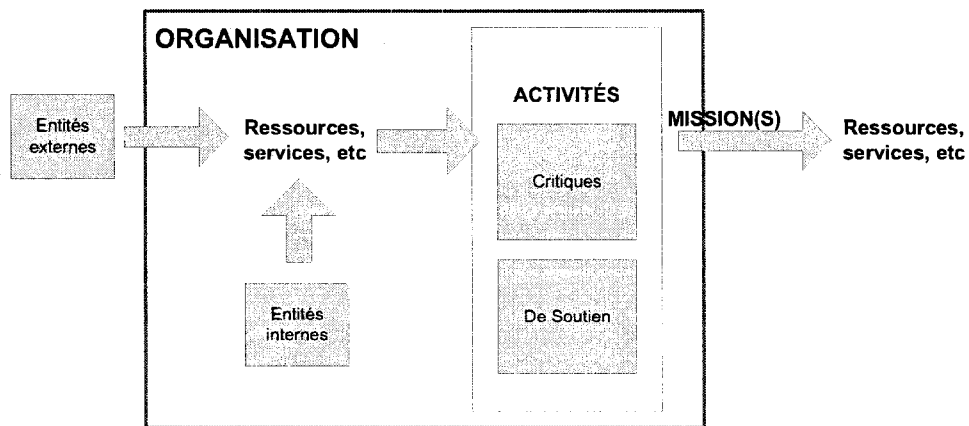 ORGANISATION
Entités
externes
Ressources,
services, etc
Entités
internes
ACTIVITÉS
Critiques
De Soutien
MISSION(S)
Ressources,
services, etc